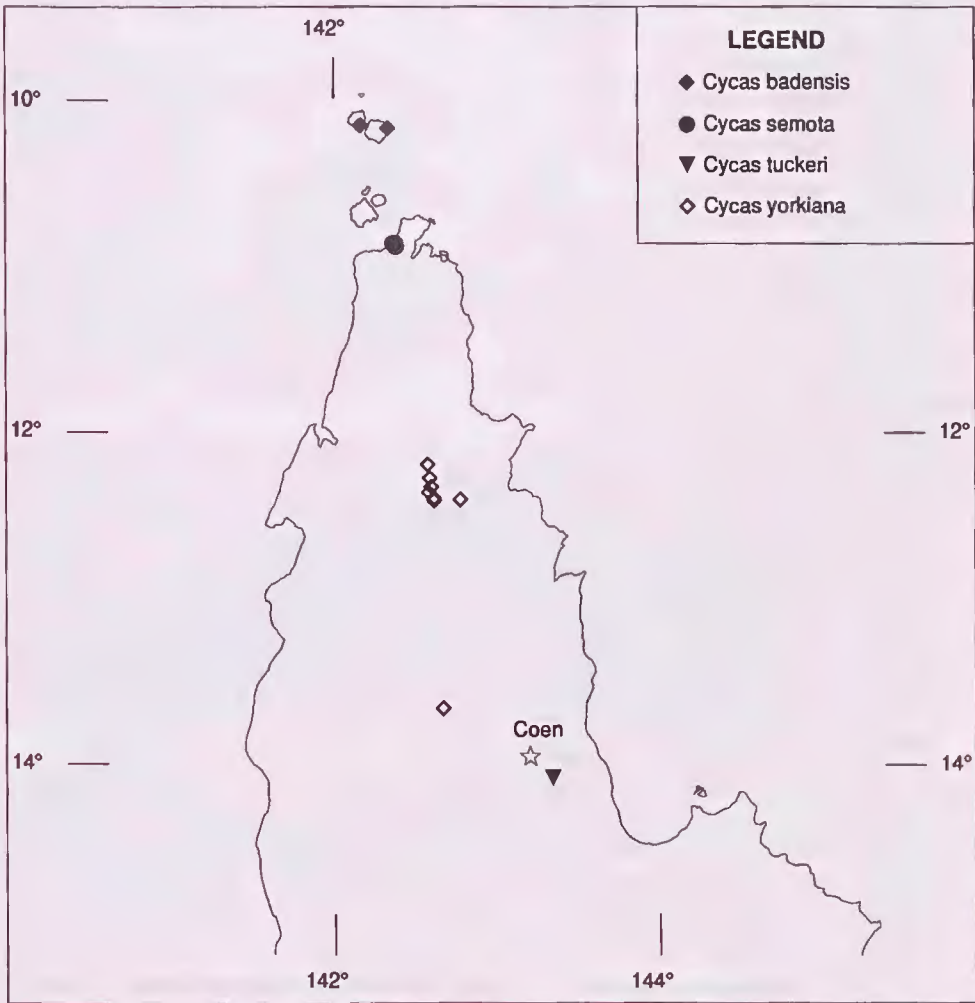 142°
LEGEND
Cycas badensis
Cycas semota
Cycas tuckeri
Cycas yorkiana
10°
12°
12°
Coen
14°
14°
142°
144°